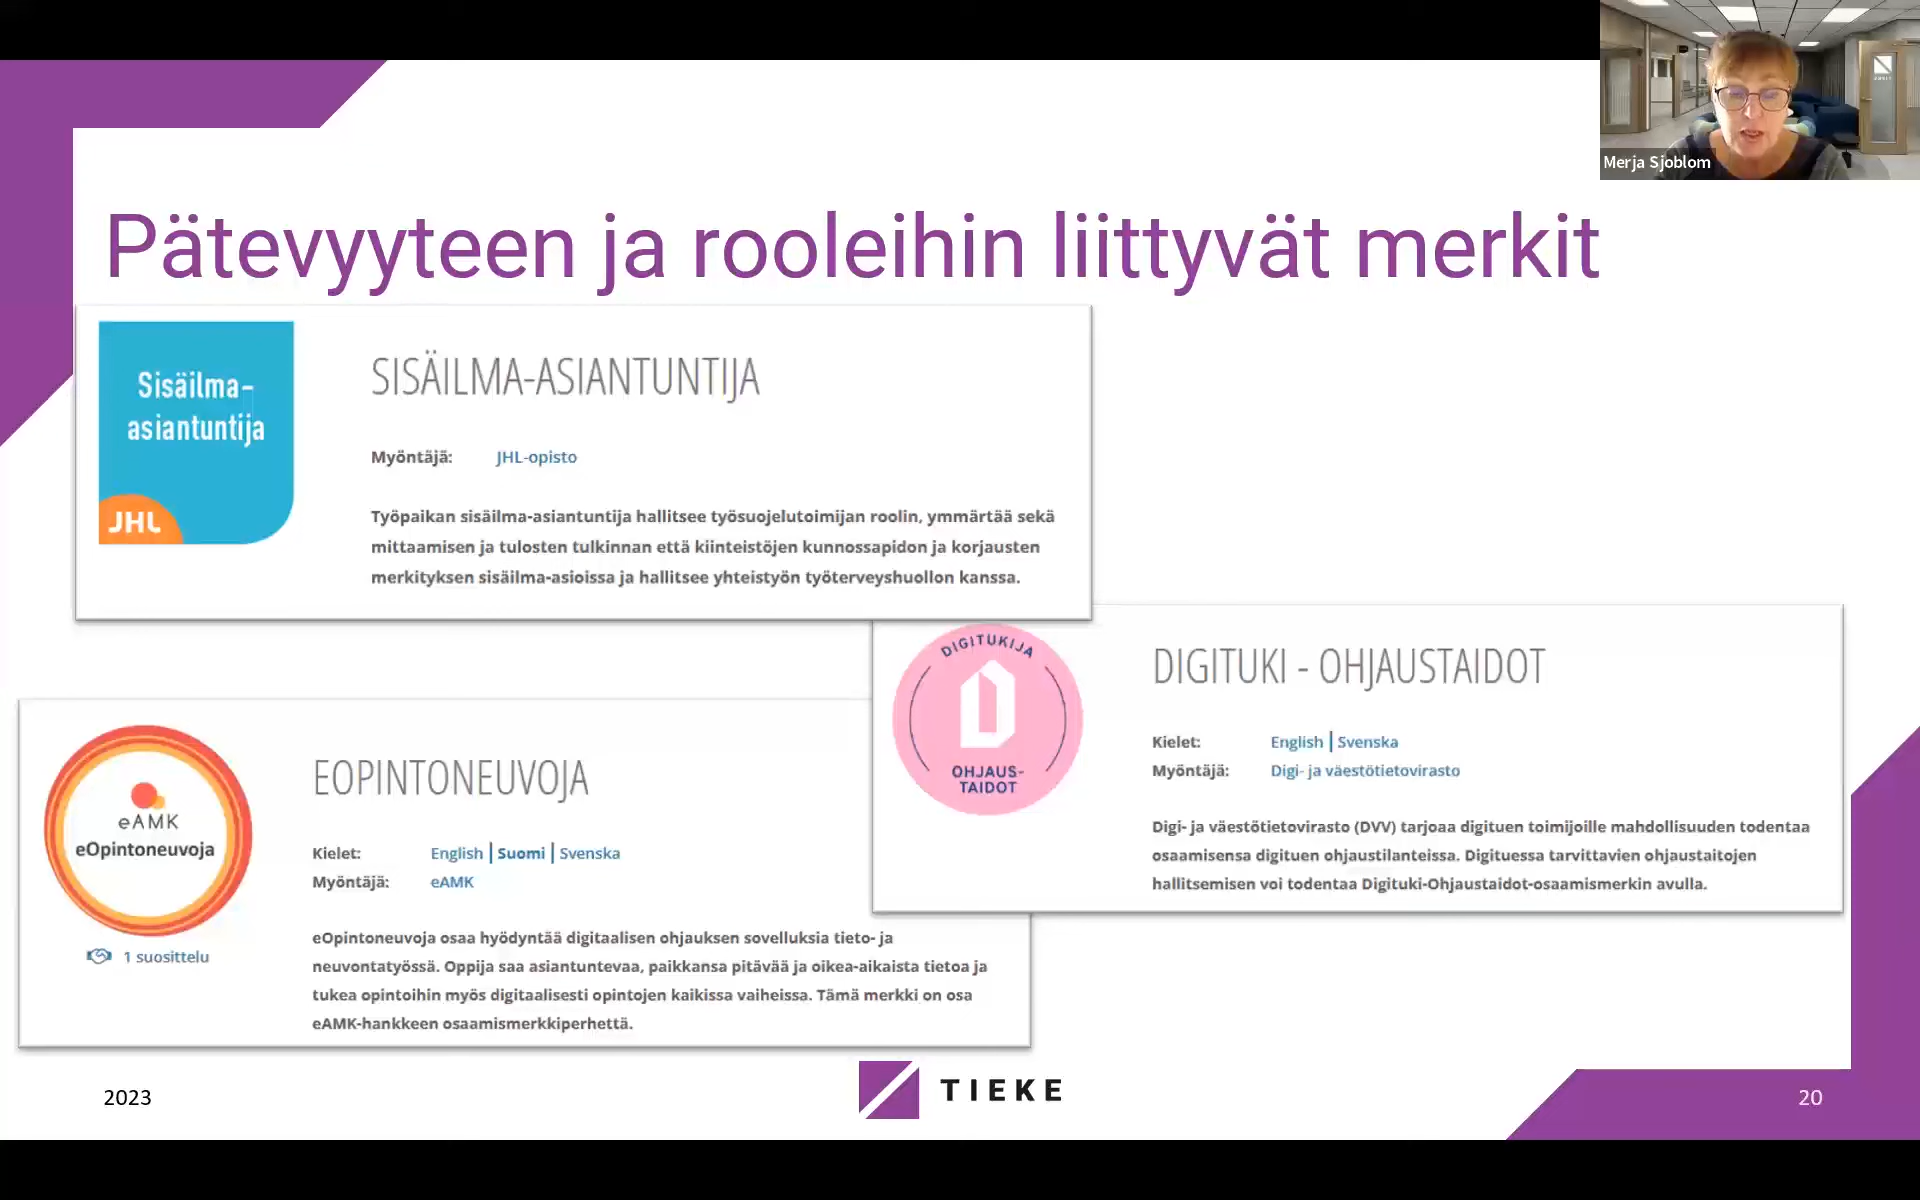 Merja Sjoblom
Pätevyyteen ja rooleihin liittyvät merkit
Sisäilma-
asiantuntija
JHL
SISÄILMA-ASIANTUNTIJA
Myöntäjä: JHL-opisto
Työpaikan sisäilma-asiantuntija hallitsee työsuojelutoimijan roolin, ymmärtää sekä
mittaamisen ja tulosten tulkinnan että kiinteistöjen kunnossapidon ja korjausten
merkityksen sisäilma-asioissa ja hallitsee yhteistyön työterveyshuollon kanssa.
DIGITUKIJA
OHJAUS-
TAIDOT
DIGITUKI - OHJAUSTAIDOT
Kielet: English | Svenska
Myöntäjä: Digi- ja väestötietovirasto
Digi- ja väestötietovirasto (DVV) tarjoaa digituen toimijoille mahdollisuuden todentaa
osaamisensa digituen ohjaustilanteissa. Digituessa tarvittavien ohjaustaitojen
hallitsemisen voi todentaa Digituki-Ohjaustaidot-osaamismerkin avulla.
eAMK
eOpintoneuvoja
1 suosittelu
EOPINTONEUVOJA
Kielet: English | Suomi | Svenska
Myöntäjä: eAMK
eOpintoneuvoja osaa hyödyntää digitaalisen ohjauksen sovelluksia tieto- ja
neuvontatyössä. Oppija saa asiantuntevaa, paikkansa pitävää ja oikea-aikaista tietoa ja
tukea opintoihin myös digitaalisesti opintojen kaikissa vaiheissa. Tämä merkki on osa
eAMK-hankkeen osaamismerkkiperhettä.
2023
TIEKE
20